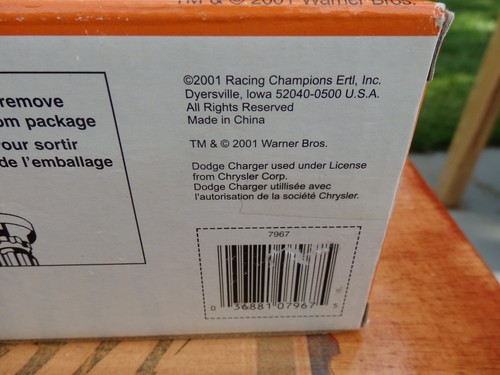 TM & © 2001 Warner Bros.
remove
om package
our sortir
de l'emballage
©2001 Racing Champions Ertl, Inc.
Dyersville, Iowa 52040-0500 U.S.A.
All Rights Reserved
Made in China
TM & © 2001 Warner Bros.
Dodge Charger used under License
from Chrysler Corp.
Dodge Charger utilisée avec
l'autorisation de la société Chrysler.
7967
0 36881 07967 5